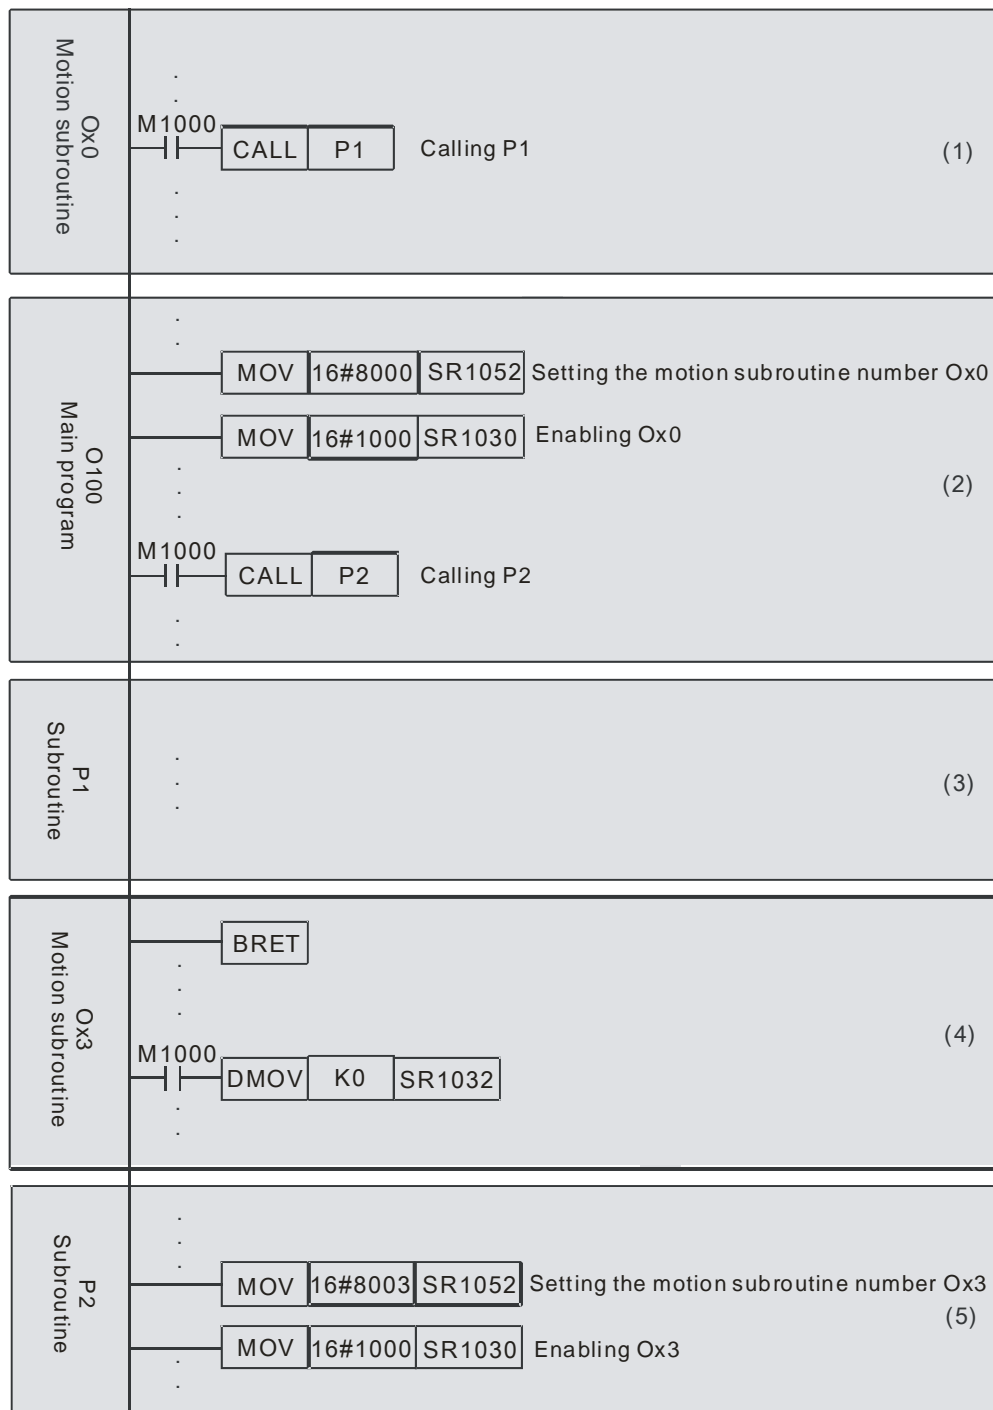 Ox0
Motion subroutine
M1000
CALL P1 Calling P1
(1)
O100
Main program
MOV 16#8000 SR1052 Setting the motion subroutine number Ox0
MOV 16#1000 SR1030 Enabling Ox0
(2)
M1000
CALL P2 Calling P2
P1
Subroutine
(3)
Ox3
Motion subroutine
BRET
(4)
M1000
DMOV K0 SR1032
P2
Subroutine
MOV 16#8003 SR1052 Setting the motion subroutine number Ox3
(5)
MOV 16#1000 SR1030 Enabling Ox3